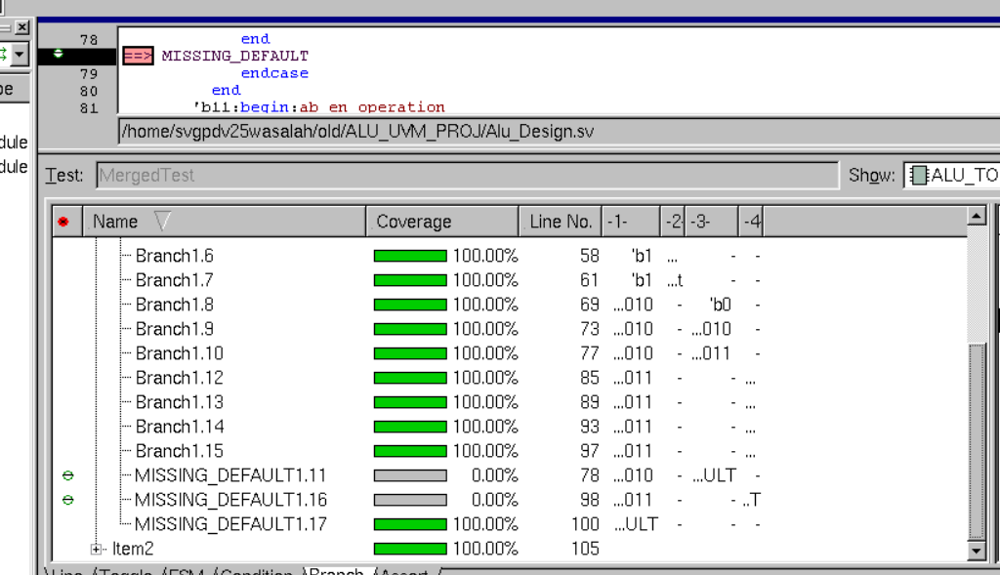 78 end
==> MISSING_DEFAULT
79 endcase
80 end
81 'b11:begin:ab en operation
/home/svgpdv25wasalah/old/ALU_UVM_PROJ/Alu_Design.sv
dule
dule
Test: MergedTest Show: ALU_TO
Name Coverage Line No. -1- -2- -3- -4
Branch1.6 100.00% 58 'b1 ... - -
Branch1.7 100.00% 61 'b1 ...t - -
Branch1.8 100.00% 69 ...010 - 'b0 -
Branch1.9 100.00% 73 ...010 - ...010 -
Branch1.10 100.00% 77 ...010 - ...011 -
Branch1.12 100.00% 85 ...011 - - ...
Branch1.13 100.00% 89 ...011 - - ...
Branch1.14 100.00% 93 ...011 - - ...
Branch1.15 100.00% 97 ...011 - - ...
MISSING_DEFAULT1.11 0.00% 78 ...010 - ...ULT -
MISSING_DEFAULT1.16 0.00% 98 ...011 - - ..T
MISSING_DEFAULT1.17 100.00% 100 ...ULT - - -
Item2 100.00% 105
Line Toggle FSM Condition Branch Assert